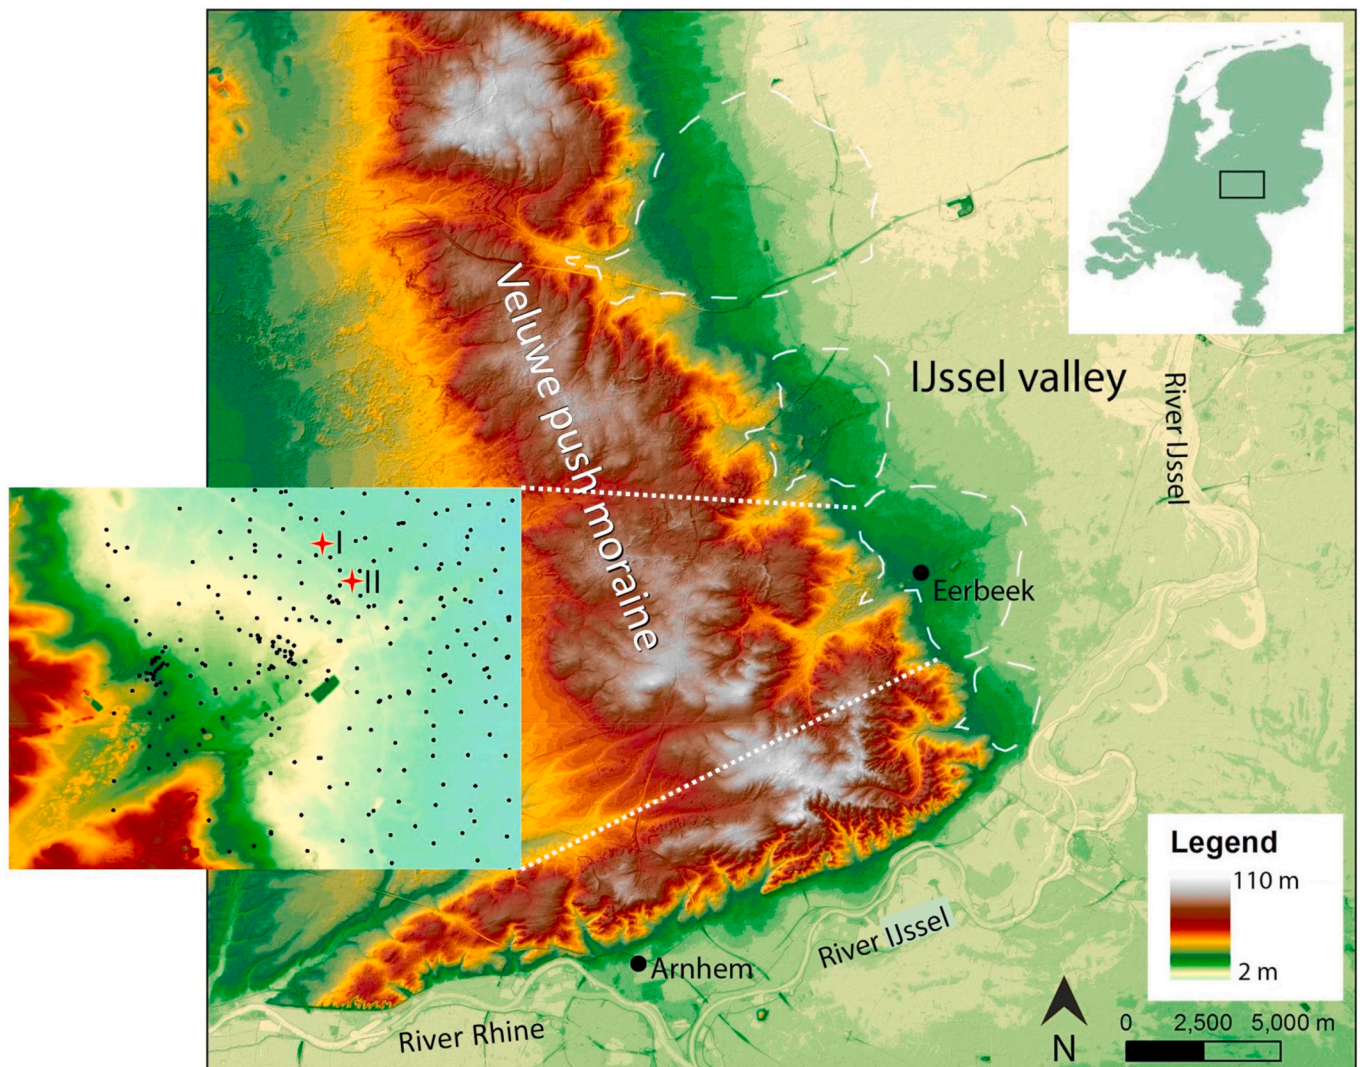 IJssel valley
River IJssel
Veluwe push moraine
I
II
Eerbeek
Legend
110 m
2 m
River IJssel
Arnhem
River Rhine
N
0 2,500 5,000 m